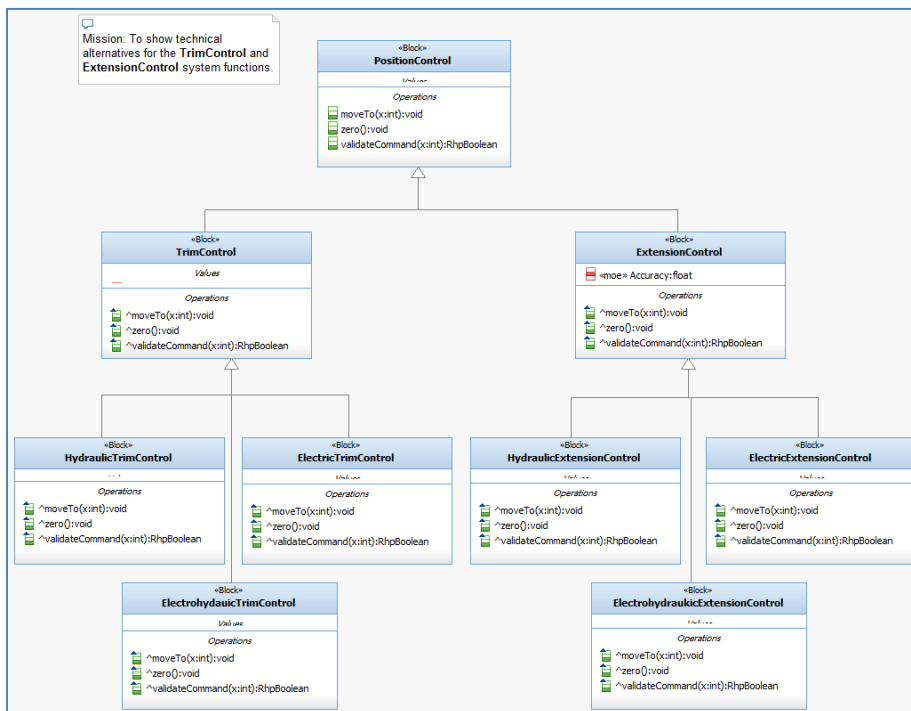 Mission: To show technical
alternatives for the TrimControl and
ExtensionControl system functions.
«Block»
PositionControl
Values
Operations
moveTo(x:int):void
zero():void
validateCommand(x:int):RhpBoolean
«Block»
TrimControl
Values
Operations
^moveTo(x:int):void
^zero():void
^validateCommand(x:int):RhpBoolean
«Block»
ExtensionControl
«moe» Accuracy:float
Operations
^moveTo(x:int):void
^zero():void
^validateCommand(x:int):RhpBoolean
«Block»
HydraulicTrimControl
Operations
^moveTo(x:int):void
^zero():void
^validateCommand(x:int):RhpBoolean
«Block»
ElectricTrimControl
Values
Operations
^moveTo(x:int):void
^zero():void
^validateCommand(x:int):RhpBoolean
«Block»
HydraulicExtensionControl
Values
Operations
^moveTo(x:int):void
^zero():void
^validateCommand(x:int):RhpBoolean
«Block»
ElectricExtensionControl
Values
Operations
^moveTo(x:int):void
^zero():void
^validateCommand(x:int):RhpBoolean
«Block»
ElectrohydauicTrimControl
Values
Operations
^moveTo(x:int):void
^zero():void
^validateCommand(x:int):RhpBoolean
«Block»
ElectrohydraukicExtensionControl
Values
Operations
^moveTo(x:int):void
^zero():void
^validateCommand(x:int):RhpBoolean